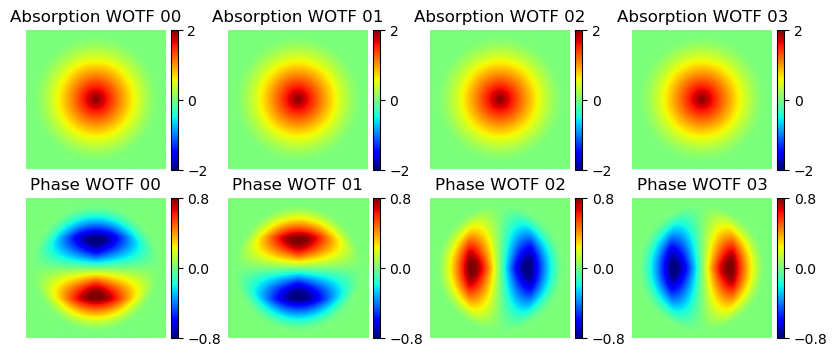 Absorption WOTF 00 Absorption WOTF 01 Absorption WOTF 02 Absorption WOTF 03
2 2 2 2
0 0 0 0
−2 −2 −2 −2
Phase WOTF 00 Phase WOTF 01 Phase WOTF 02 Phase WOTF 03
0.8 0.8 0.8 0.8
0.0 0.0 0.0 0.0
−0.8 −0.8 −0.8 −0.8